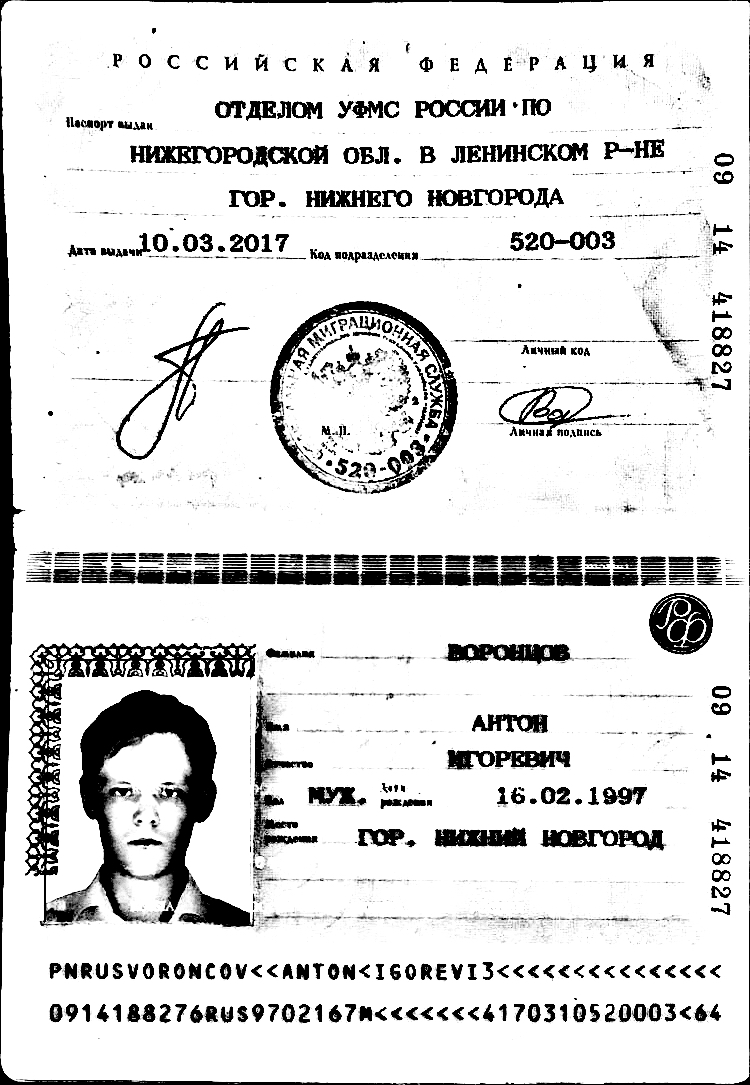 РОССИЙСКАЯ ФЕДЕРАЦИЯ
Паспорт выдан ОТДЕЛОМ УФМС РОССИИ ПО
НИЖЕГОРОДСКОЙ ОБЛ. В ЛЕНИНСКОМ Р-НЕ
ГОР. НИЖНЕГО НОВГОРОДА
Дата выдачи 10.03.2017 Код подразделения 520-003
09 14 418827
МИГРАЦИОННАЯ СЛУЖБА
М.П.
520-003
Личный код
Личная подпись
РФ
Фамилия ВОРОНЦОВ
Имя АНТОН
Отчество ИГОРЕВИЧ
Пол МУЖ. Дата рождения 16.02.1997
Место рождения ГОР. НИЖНИЙ НОВГОРОД
09 14 418827
PNRUSVORONCOV<<ANTON<IGOREVI3<<<<<<<<<<<<<<<
0914188276RUS9702167M<<<<<<<4170310520003<64